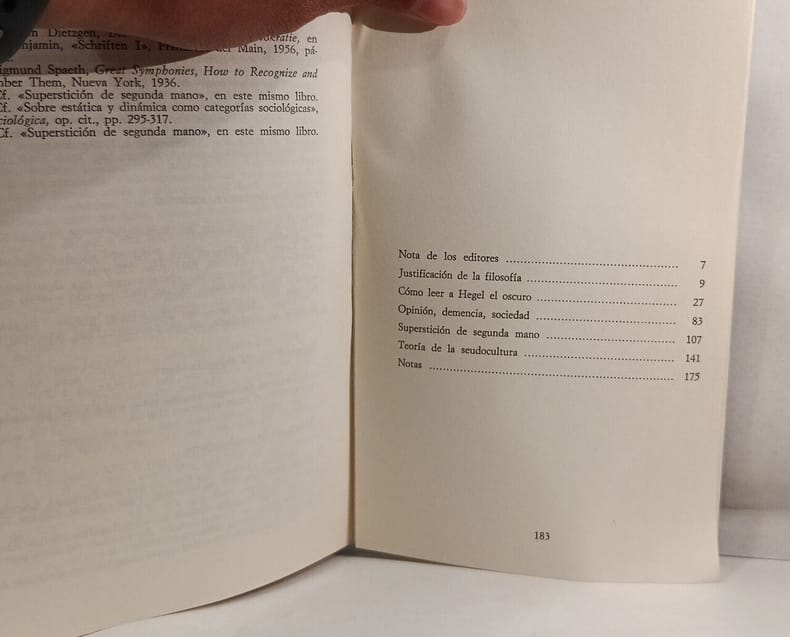 Dietzgen,
kratie, en
njamin, «Schriften I», Main, 1956, pá-
igmund Spaeth, Great Symphonies, How to Recognize and
ber Them, Nueva York, 1936.
Cf. «Superstición de segunda mano», en este mismo libro.
Cf. «Sobre estática y dinámica como categorías sociológicas»,
ciológica, op. cit., pp. 295-317.
Cf. «Superstición de segunda mano», en este mismo libro.
Nota de los editores ........ 7
Justificación de la filosofía ........ 9
Cómo leer a Hegel el oscuro ........ 27
Opinión, demencia, sociedad ........ 83
Superstición de segunda mano ........ 107
Teoría de la seudocultura ........ 141
Notas ........ 175
183